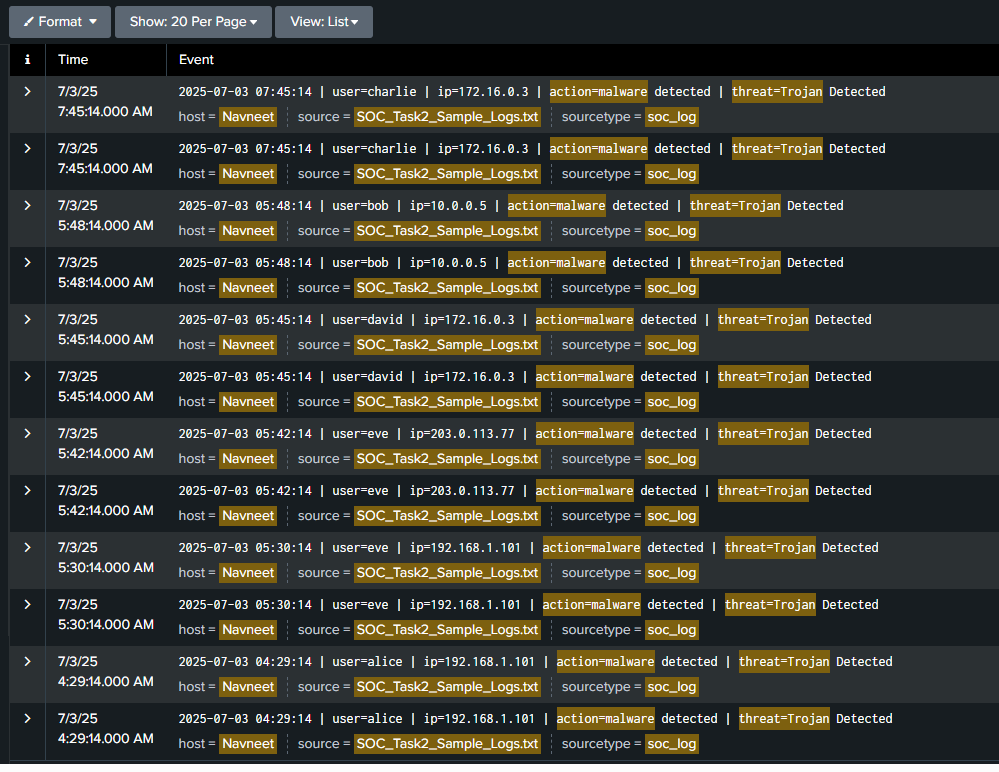 Format
Show: 20 Per Page
View: List
i Time Event
7/3/25 2025-07-03 07:45:14 | user=charlie | ip=172.16.0.3 | action=malware detected | threat=Trojan Detected
7:45:14.000 AM host = Navneet source = SOC_Task2_Sample_Logs.txt sourcetype = soc_log
7/3/25 2025-07-03 07:45:14 | user=charlie | ip=172.16.0.3 | action=malware detected | threat=Trojan Detected
7:45:14.000 AM host = Navneet source = SOC_Task2_Sample_Logs.txt sourcetype = soc_log
7/3/25 2025-07-03 05:48:14 | user=bob | ip=10.0.0.5 | action=malware detected | threat=Trojan Detected
5:48:14.000 AM host = Navneet source = SOC_Task2_Sample_Logs.txt sourcetype = soc_log
7/3/25 2025-07-03 05:48:14 | user=bob | ip=10.0.0.5 | action=malware detected | threat=Trojan Detected
5:48:14.000 AM host = Navneet source = SOC_Task2_Sample_Logs.txt sourcetype = soc_log
7/3/25 2025-07-03 05:45:14 | user=david | ip=172.16.0.3 | action=malware detected | threat=Trojan Detected
5:45:14.000 AM host = Navneet source = SOC_Task2_Sample_Logs.txt sourcetype = soc_log
7/3/25 2025-07-03 05:45:14 | user=david | ip=172.16.0.3 | action=malware detected | threat=Trojan Detected
5:45:14.000 AM host = Navneet source = SOC_Task2_Sample_Logs.txt sourcetype = soc_log
7/3/25 2025-07-03 05:42:14 | user=eve | ip=203.0.113.77 | action=malware detected | threat=Trojan Detected
5:42:14.000 AM host = Navneet source = SOC_Task2_Sample_Logs.txt sourcetype = soc_log
7/3/25 2025-07-03 05:42:14 | user=eve | ip=203.0.113.77 | action=malware detected | threat=Trojan Detected
5:42:14.000 AM host = Navneet source = SOC_Task2_Sample_Logs.txt sourcetype = soc_log
7/3/25 2025-07-03 05:30:14 | user=eve | ip=192.168.1.101 | action=malware detected | threat=Trojan Detected
5:30:14.000 AM host = Navneet source = SOC_Task2_Sample_Logs.txt sourcetype = soc_log
7/3/25 2025-07-03 05:30:14 | user=eve | ip=192.168.1.101 | action=malware detected | threat=Trojan Detected
5:30:14.000 AM host = Navneet source = SOC_Task2_Sample_Logs.txt sourcetype = soc_log
7/3/25 2025-07-03 04:29:14 | user=alice | ip=192.168.1.101 | action=malware detected | threat=Trojan Detected
4:29:14.000 AM host = Navneet source = SOC_Task2_Sample_Logs.txt sourcetype = soc_log
7/3/25 2025-07-03 04:29:14 | user=alice | ip=192.168.1.101 | action=malware detected | threat=Trojan Detected
4:29:14.000 AM host = Navneet source = SOC_Task2_Sample_Logs.txt sourcetype = soc_log